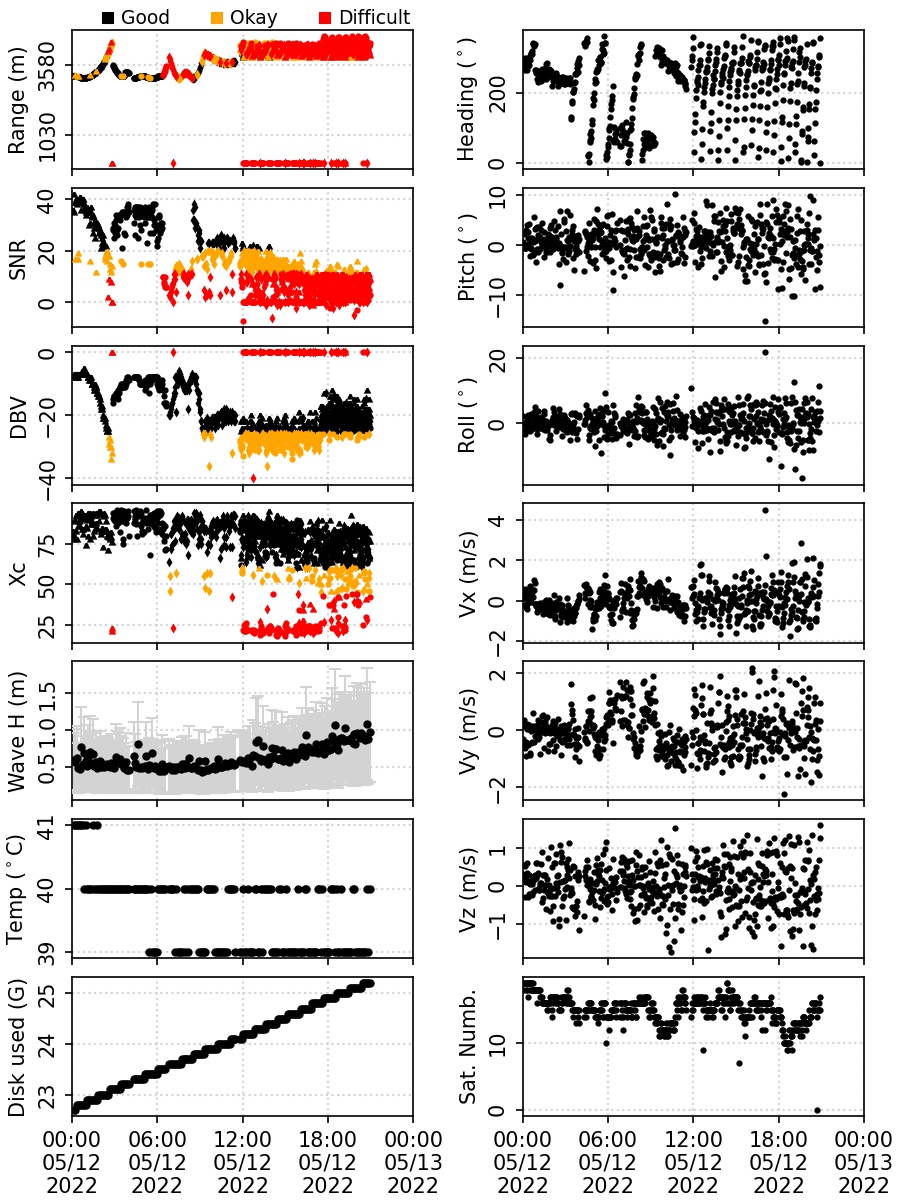 Good Okay Difficult
Range (m)
3580
1030
Heading (°)
200
0
SNR
40
20
0
Pitch (°)
10
0
−10
DBV
0
−20
−40
Roll (°)
20
0
Xc
75
50
25
Vx (m/s)
4
2
0
−2
Wave H (m)
1.5
1.0
0.5
Vy (m/s)
2
0
−2
Temp (°C)
41
40
39
Vz (m/s)
1
0
−1
Disk used (G)
25
24
23
Sat. Numb.
10
0
00:00 06:00 12:00 18:00 00:00
05/12 05/12 05/12 05/12 05/13
2022 2022 2022 2022 2022
00:00 06:00 12:00 18:00 00:00
05/12 05/12 05/12 05/12 05/13
2022 2022 2022 2022 2022